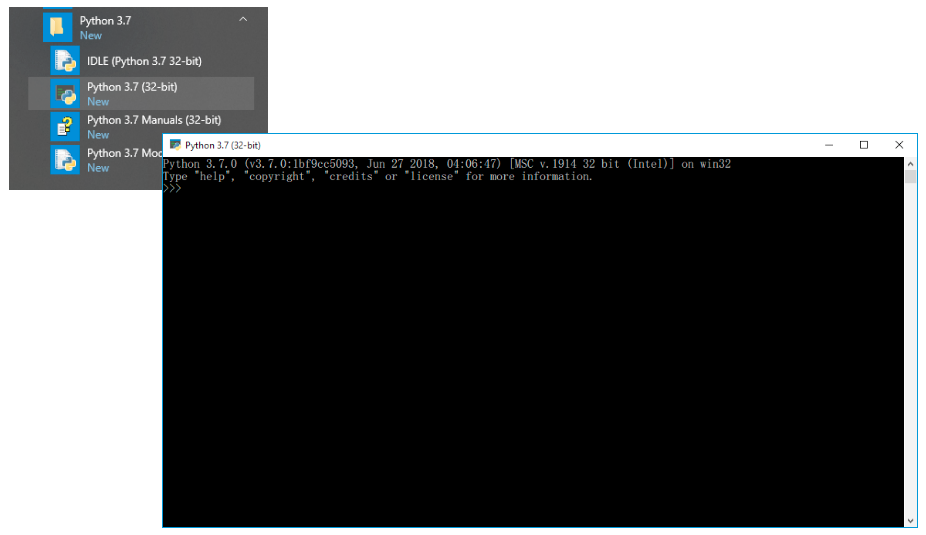 Python 3.7
New
IDLE (Python 3.7 32-bit)
Python 3.7 (32-bit)
New
Python 3.7 Manuals (32-bit)
New
Python 3.7
New
Python 3.7 (32-bit)
Python 3.7.0 (v3.7.0:1bf9cc5093, Jun 27 2018, 04:06:47) [MSC v.1914 32 bit (Intel)] on win32
Type "help", "copyright", "credits" or "license" for more information.
>>>